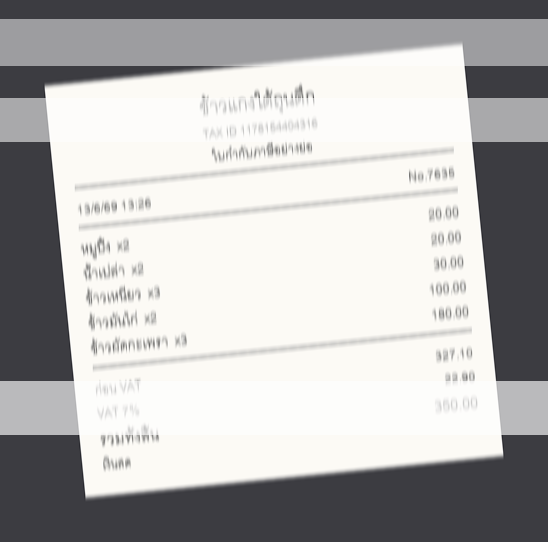 ข้าวแกงใต้ถุนตึก
TAX ID 1178164404316
ใบกำกับภาษีอย่างย่อ
13/6/69 13:26 No.7636
หมูปิ้ง x2 20.00
น้ำเปล่า x2 20.00
ข้าวเหนียว x3 30.00
ข้าวมันไก่ x2 100.00
ข้าวผัดกะเพรา x3 180.00
ก่อน VAT 327.10
VAT 7% 22.90
รวมทั้งสิ้น 350.00
เงินสด